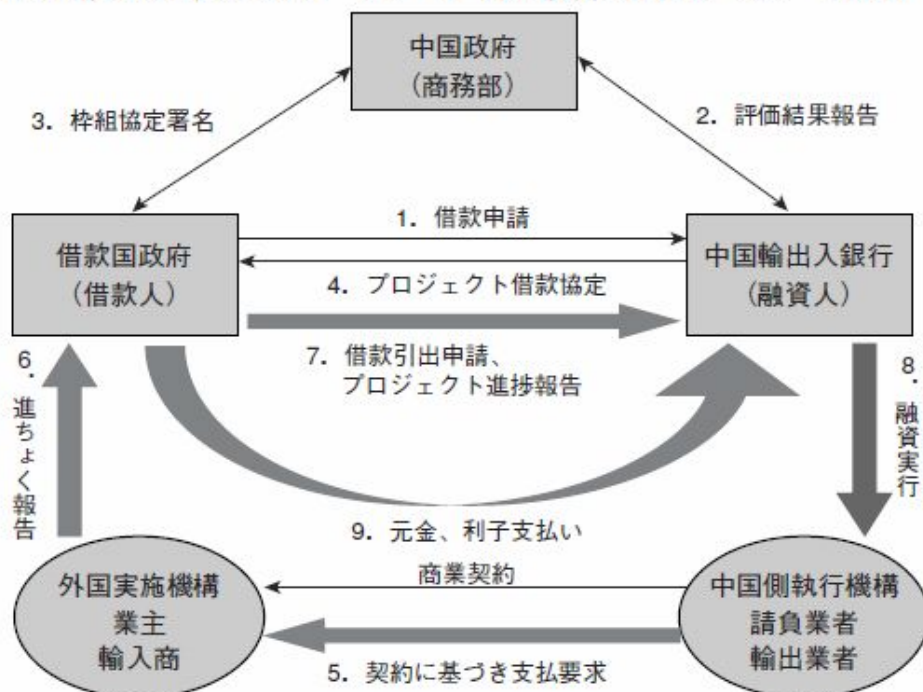 中国政府
（商務部）
3．枠組協定署名
2．評価結果報告
1．借款申請
借款国政府
（借款人）
中国輸出入銀行
（融資人）
4．プロジェクト借款協定
6．進ちょく報告
7．借款引出申請、
プロジェクト進捗報告
8．融資実行
9．元金、利子支払い
商業契約
外国実施機構
業主
輸入商
中国側執行機構
請負業者
輸出業者
5．契約に基づき支払要求